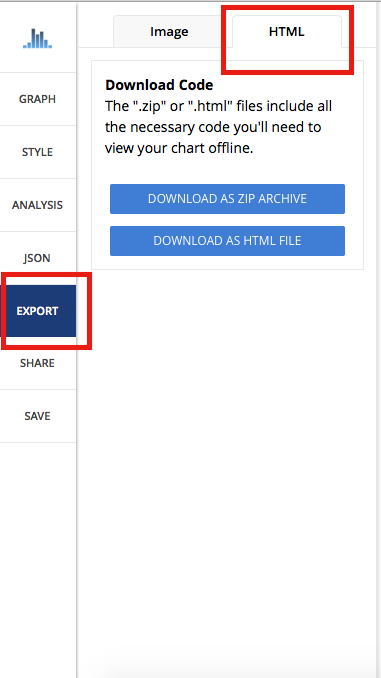 Image
HTML
GRAPH
STYLE
ANALYSIS
JSON
EXPORT
SHARE
SAVE
Download Code
The ".zip" or ".html" files include all
the necessary code you'll need to
view your chart offline.
DOWNLOAD AS ZIP ARCHIVE
DOWNLOAD AS HTML FILE